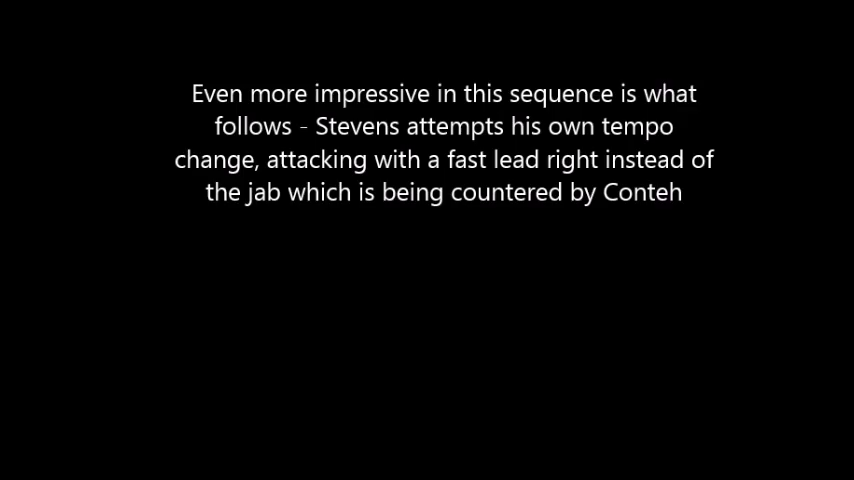 Even more impressive in this sequence is what
follows - Stevens attempts his own tempo
change, attacking with a fast lead right instead of
the jab which is being countered by Conteh